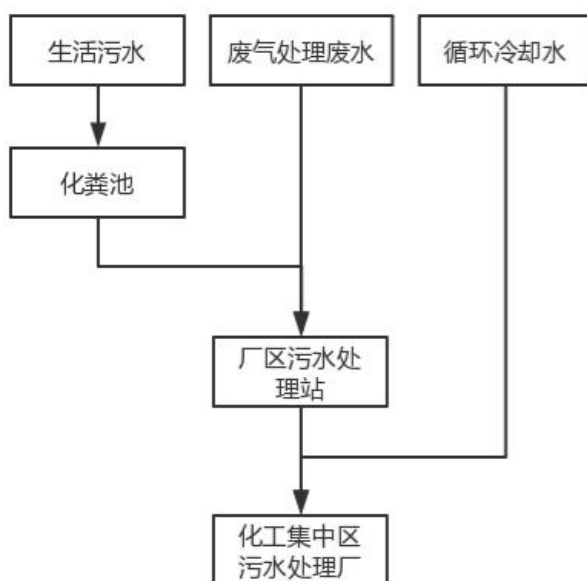 生活污水
废气处理废水
循环冷却水
化粪池
厂区污水处
理站
化工集中区
污水处理厂